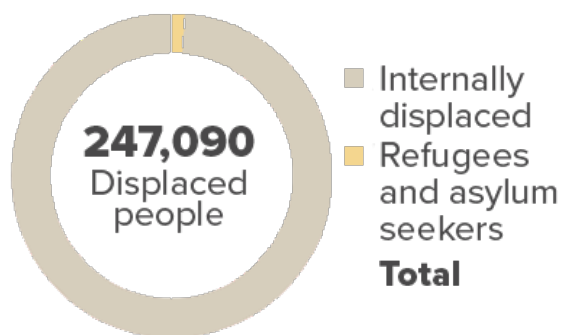 247,090
Displaced
people
Internally
displaced
Refugees
and asylum
seekers
Total